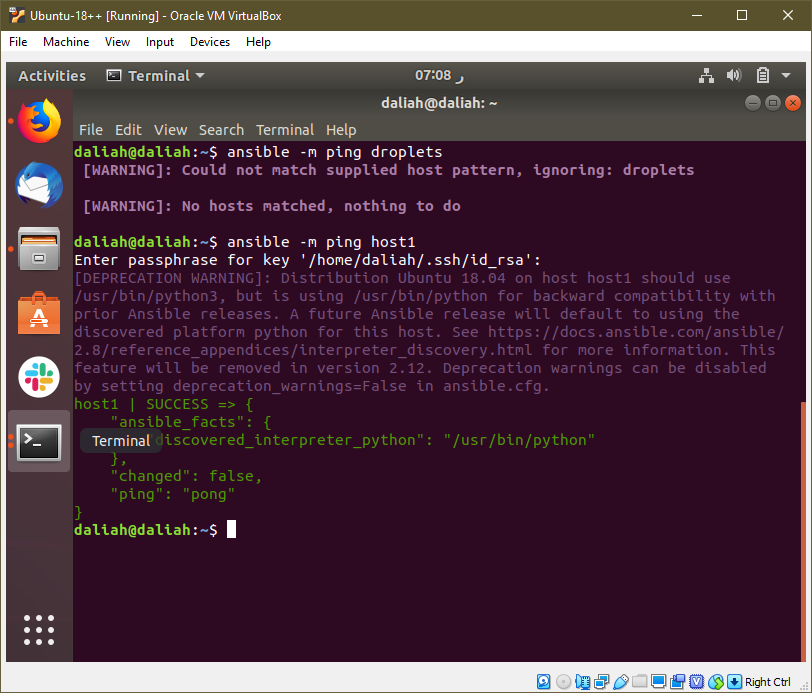 Ubuntu-18++ [Running] - Oracle VM VirtualBox
File Machine View Input Devices Help
Activities Terminal 07:08 ر
daliah@daliah: ~
File Edit View Search Terminal Help
daliah@daliah:~$ ansible -m ping droplets
[WARNING]: Could not match supplied host pattern, ignoring: droplets
[WARNING]: No hosts matched, nothing to do
daliah@daliah:~$ ansible -m ping host1
Enter passphrase for key '/home/daliah/.ssh/id_rsa':
[DEPRECATION WARNING]: Distribution Ubuntu 18.04 on host host1 should use
/usr/bin/python3, but is using /usr/bin/python for backward compatibility with
prior Ansible releases. A future Ansible release will default to using the
discovered platform python for this host. See https://docs.ansible.com/ansible/
2.8/reference_appendices/interpreter_discovery.html for more information. This
feature will be removed in version 2.12. Deprecation warnings can be disabled
by setting deprecation_warnings=False in ansible.cfg.
host1 | SUCCESS => {
"ansible_facts": {
Terminal discovered_interpreter_python": "/usr/bin/python"
},
"changed": false,
"ping": "pong"
}
daliah@daliah:~$
Right Ctrl